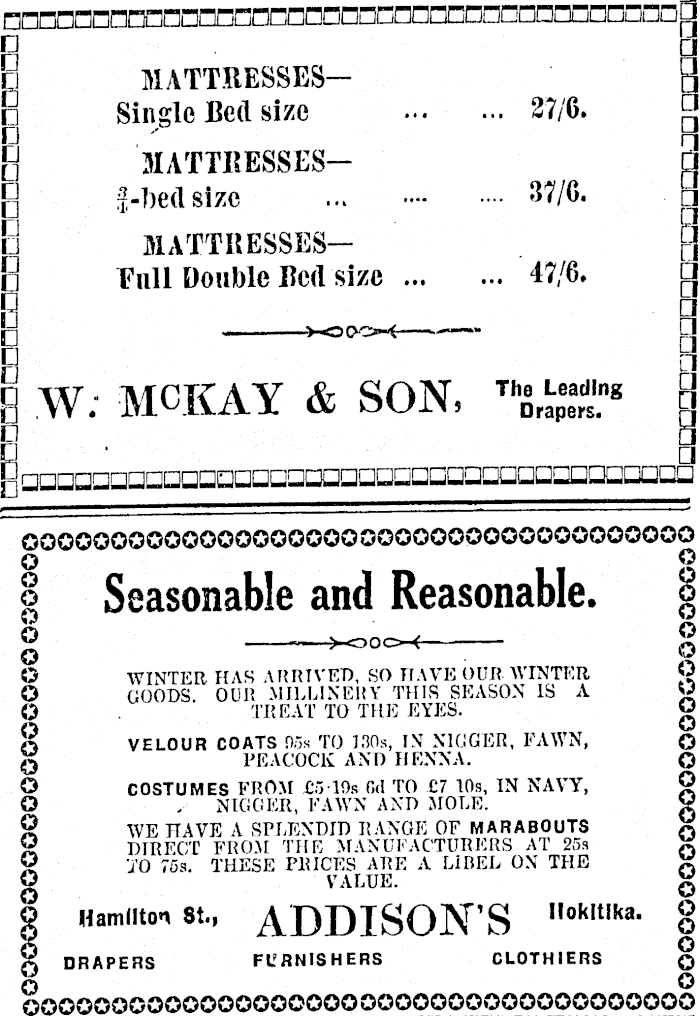 MATTRESSES—
Single Bed size ... ... 27/6.
MATTRESSES—
¾-bed size ... .... .... 37/6.
MATTRESSES—
Full Double Bed size ... ... 47/6.
W. McKAY & SON, The Leading
Drapers.
Seasonable and Reasonable.
WINTER HAS ARRIVED, SO HAVE OUR WINTER
GOODS. OUR MILLINERY THIS SEASON IS A
TREAT TO THE EYES.
VELOUR COATS 95s TO 130s, IN NIGGER, FAWN,
PEACOCK AND HENNA.
COSTUMES FROM £5 19s 6d TO £7 10s, IN NAVY,
NIGGER, FAWN AND MOLE.
WE HAVE A SPLENDID RANGE OF MARABOUTS
DIRECT FROM THE MANUFACTURERS AT 25s
TO 75s. THESE PRICES ARE A LIBEL ON THE
VALUE.
Hamilton St., ADDISON'S Hokitika.
DRAPERS FURNISHERS CLOTHIERS